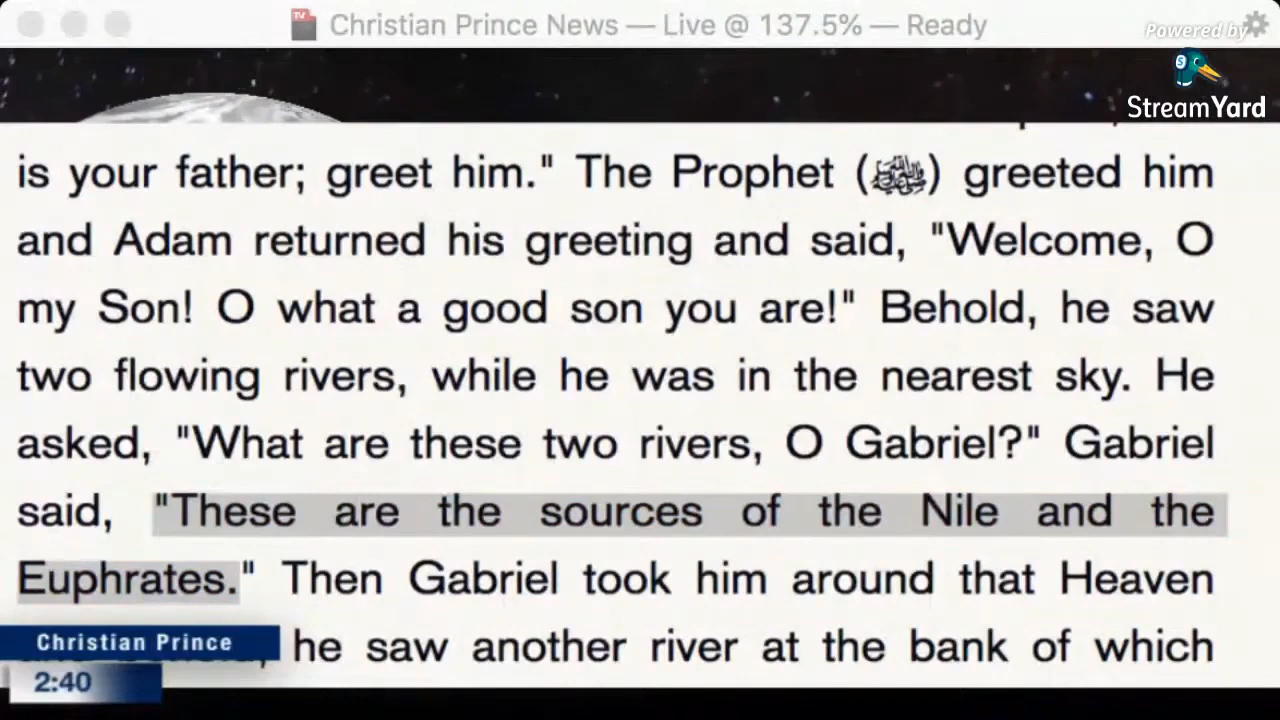 Christian Prince News — Live @ 137.5% — Ready
Powered by
StreamYard
is your father; greet him." The Prophet (ﷺ) greeted him
and Adam returned his greeting and said, "Welcome, O
my Son! O what a good son you are!" Behold, he saw
two flowing rivers, while he was in the nearest sky. He
asked, "What are these two rivers, O Gabriel?" Gabriel
said, "These are the sources of the Nile and the
Euphrates." Then Gabriel took him around that Heaven
he saw another river at the bank of which
Christian Prince
2:40